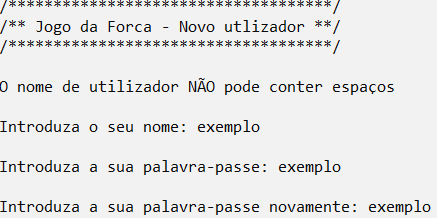 /************************************/
/** Jogo da Forca - Novo utlizador **/
/************************************/
O nome de utilizador NÃO pode conter espaços
Introduza o seu nome: exemplo
Introduza a sua palavra-passe: exemplo
Introduza a sua palavra-passe novamente: exemplo